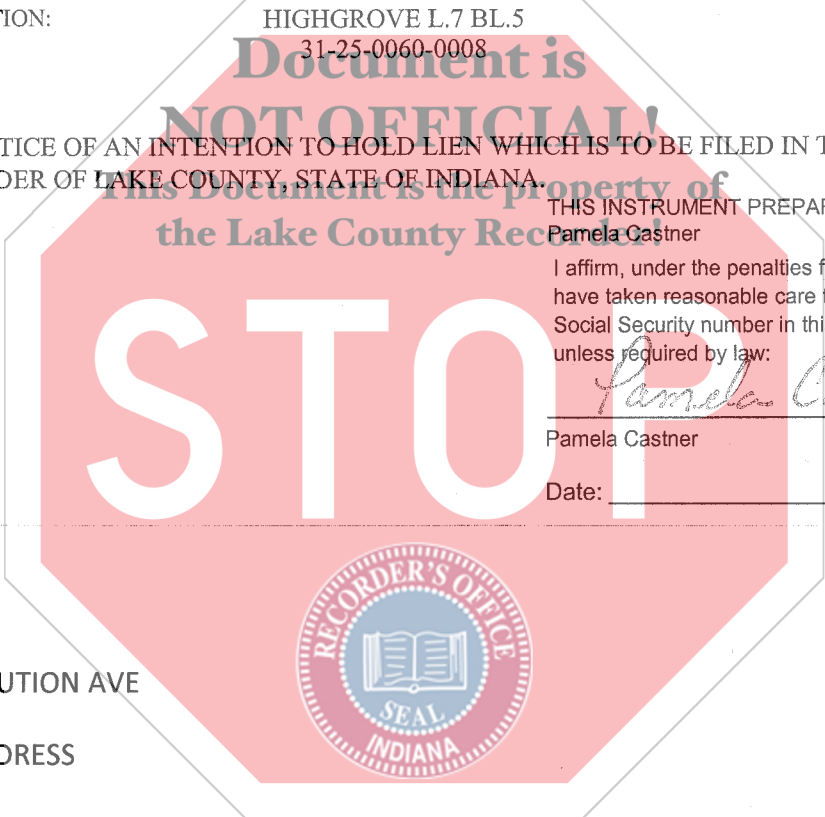 TION:
HIGHGROVE L.7 BL.5
31-25-0060-0008
Document is
NOT OFFICIAL!
TICE OF AN INTENTION TO HOLD LIEN WHICH IS TO BE FILED IN T
DER OF LAKE COUNTY, STATE OF INDIANA.
This Document is the property of
the Lake County Recorder!
THIS INSTRUMENT PREPAR
Pamela Castner
I affirm, under the penalties f
have taken reasonable care t
Social Security number in thi
unless required by law:
Pamela C
Pamela Castner
Date:
STOP
RECORDER'S OFFICE
SEAL
INDIANA
UTION AVE
DRESS